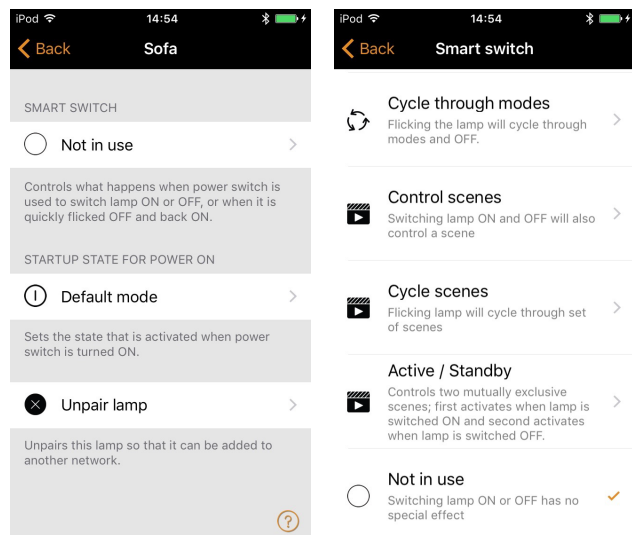 iPod 14:54
Back Sofa
SMART SWITCH
Not in use
Controls what happens when power switch is
used to switch lamp ON or OFF, or when it is
quickly flicked OFF and back ON.
STARTUP STATE FOR POWER ON
Default mode
Sets the state that is activated when power
switch is turned ON.
Unpair lamp
Unpairs this lamp so that it can be added to
another network.
?
iPod 14:54
Back Smart switch
Cycle through modes
Flicking the lamp will cycle through
modes and OFF.
Control scenes
Switching lamp ON and OFF will also
control a scene
Cycle scenes
Flicking lamp will cycle through set
of scenes
Active / Standby
Controls two mutually exclusive
scenes; first activates when lamp is
switched ON and second activates
when lamp is switched OFF.
Not in use
Switching lamp ON or OFF has no
special effect